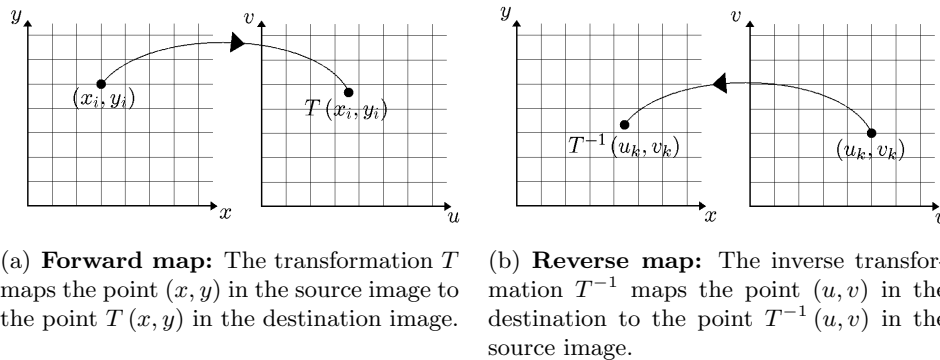 y
v
(x_i, y_i)
T (x_i, y_i)
x
u
y
v
T^{-1} (u_k, v_k)
(u_k, v_k)
x
u
(a) Forward map: The transformation T
maps the point (x, y) in the source image to
the point T (x, y) in the destination image.
(b) Reverse map: The inverse transfor-
mation T^{-1} maps the point (u, v) in the
destination to the point T^{-1} (u, v) in the
source image.